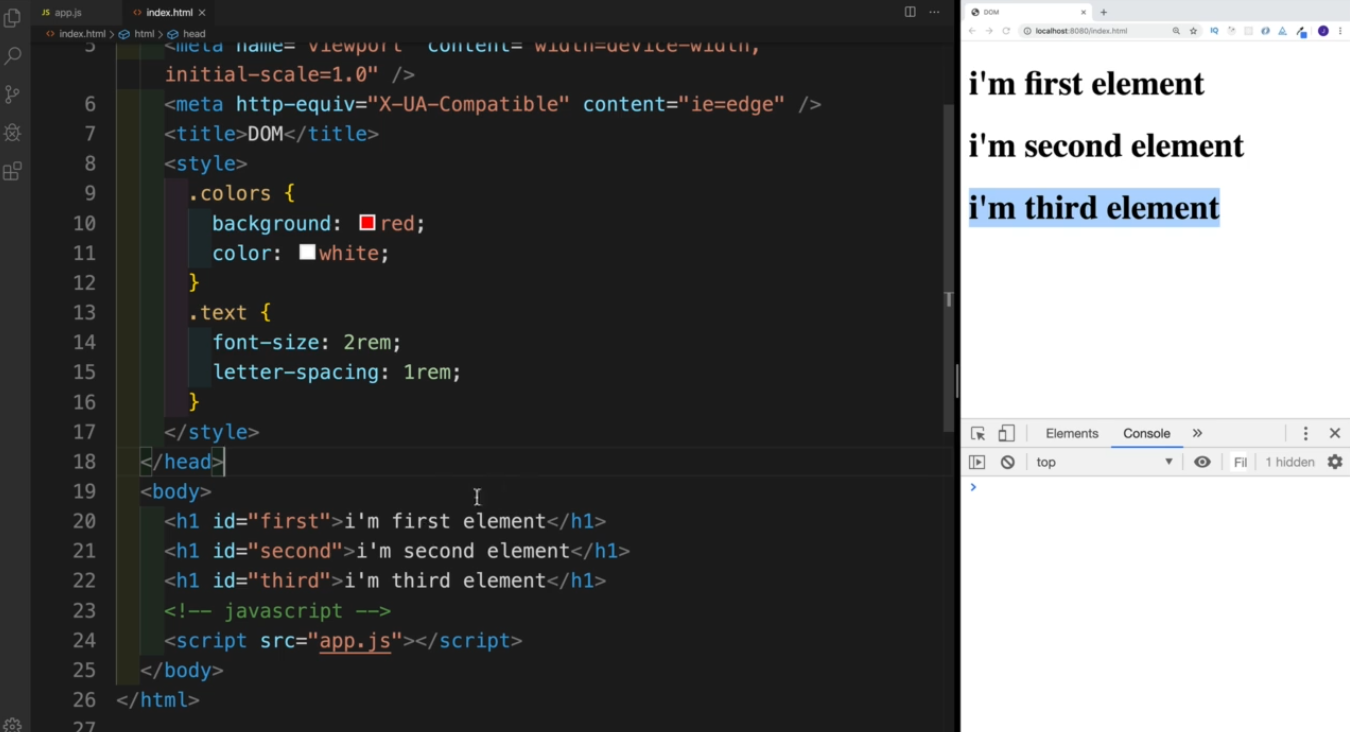 JS app.js
<> index.html ×
<> index.html > html > head
5 <meta name="viewport" content="width=device-width,
initial-scale=1.0" />
6 <meta http-equiv="X-UA-Compatible" content="ie=edge" />
7 <title>DOM</title>
8 <style>
9 .colors {
10 background: red;
11 color: white;
12 }
13 .text {
14 font-size: 2rem;
15 letter-spacing: 1rem;
16 }
17 </style>
18 </head>
19 <body>
20 <h1 id="first">i'm first element</h1>
21 <h1 id="second">i'm second element</h1>
22 <h1 id="third">i'm third element</h1>
23 <!-- javascript -->
24 <script src="app.js"></script>
25 </body>
26 </html>
27
DOM
localhost:8080/index.html
i'm first element
i'm second element
i'm third element
Elements Console »
top Fil 1 hidden
>